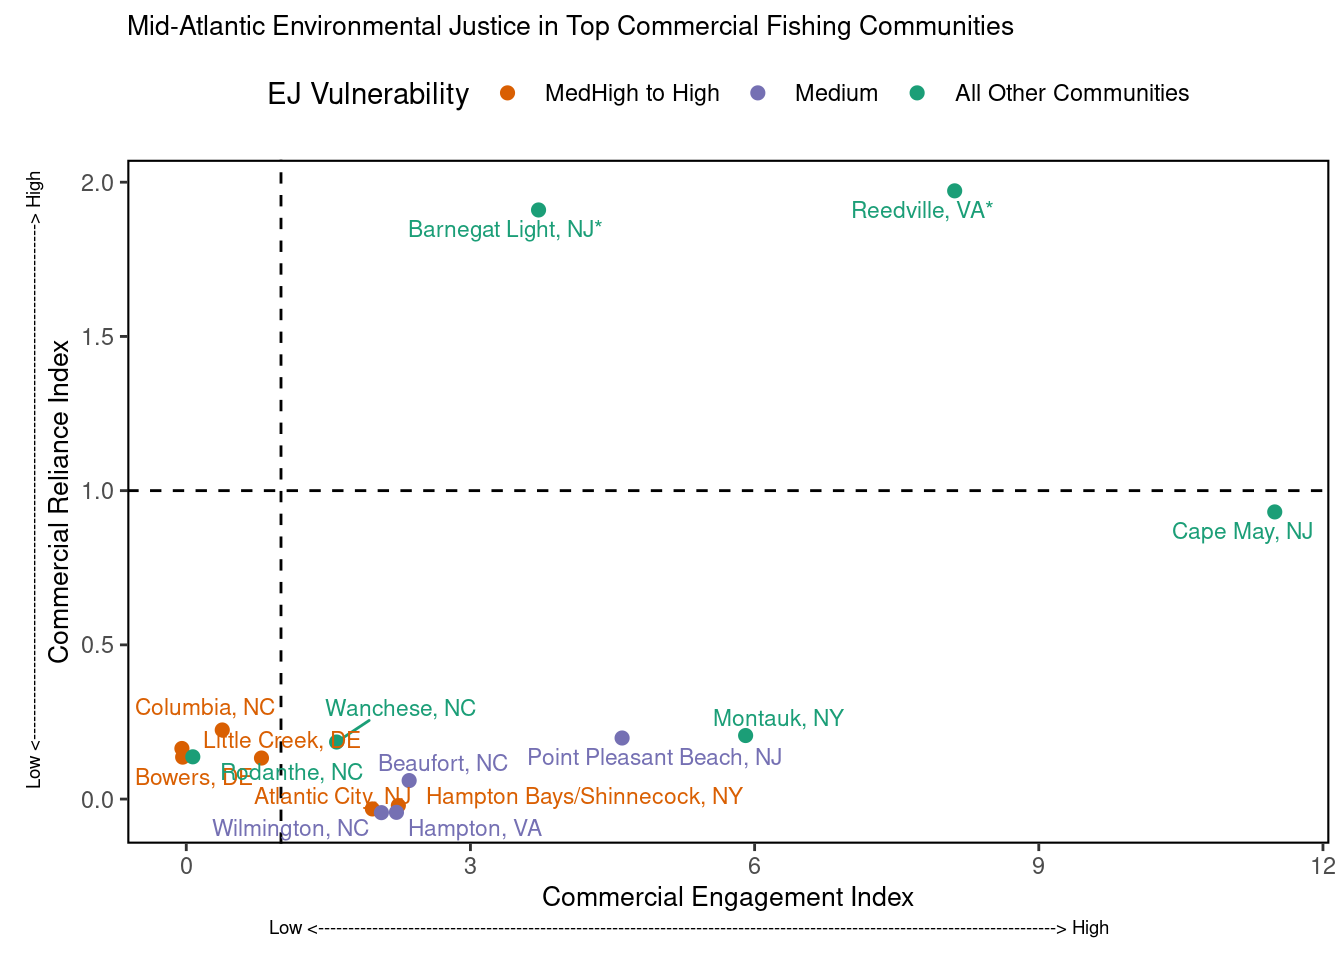 Mid-Atlantic Environmental Justice in Top Commercial Fishing Communities
EJ Vulnerability MedHigh to High Medium All Other Communities
Low <----------------------------------------------------------------------------------------------------> High
Commercial Reliance Index
2.0
1.5
1.0
0.5
0.0
Barnegat Light, NJ*
Reedville, VA*
Cape May, NJ
Columbia, NC
Wanchese, NC
Montauk, NY
Little Creek, DE
Point Pleasant Beach, NJ
Beaufort, NC
Rodanthe, NC
Bowers, DE
Atlantic City, NJ
Hampton Bays/Shinnecock, NY
Wilmington, NC
Hampton, VA
0 3 6 9 12
Commercial Engagement Index
Low <----------------------------------------------------------------------------------------------------> High